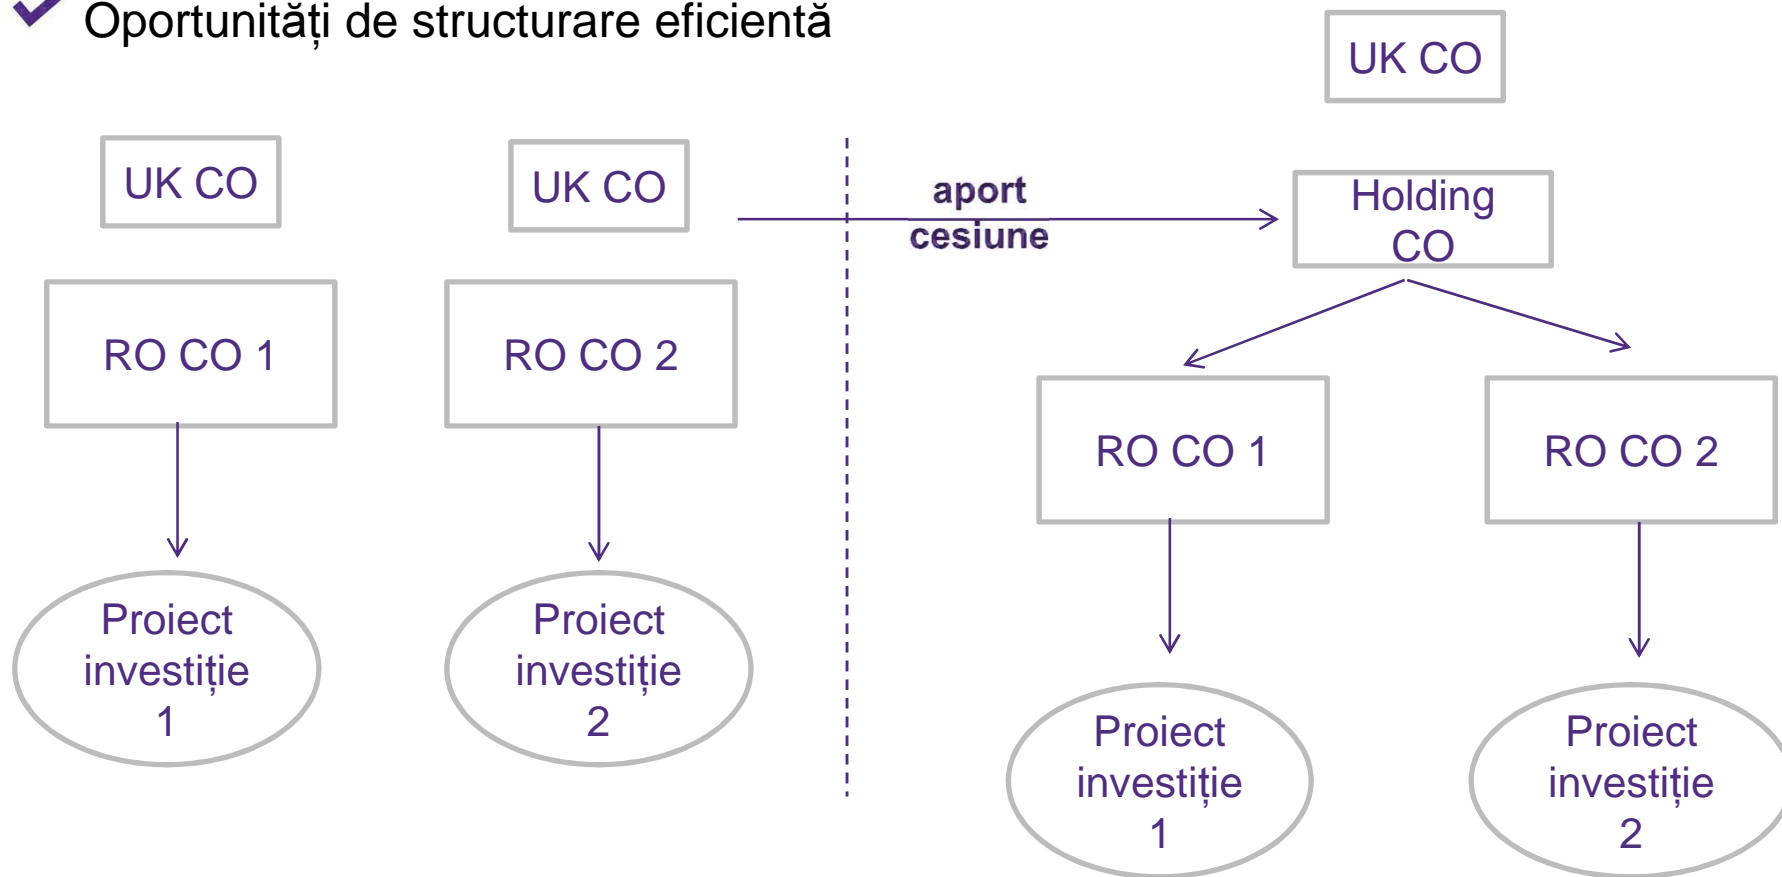 Oportunități de structurare eficientă
UK CO
UK CO
RO CO 1
RO CO 2
Proiect
investiție
1
Proiect
investiție
2
aport
cesiune
UK CO
Holding
CO
RO CO 1
RO CO 2
Proiect
investiție
1
Proiect
investiție
2